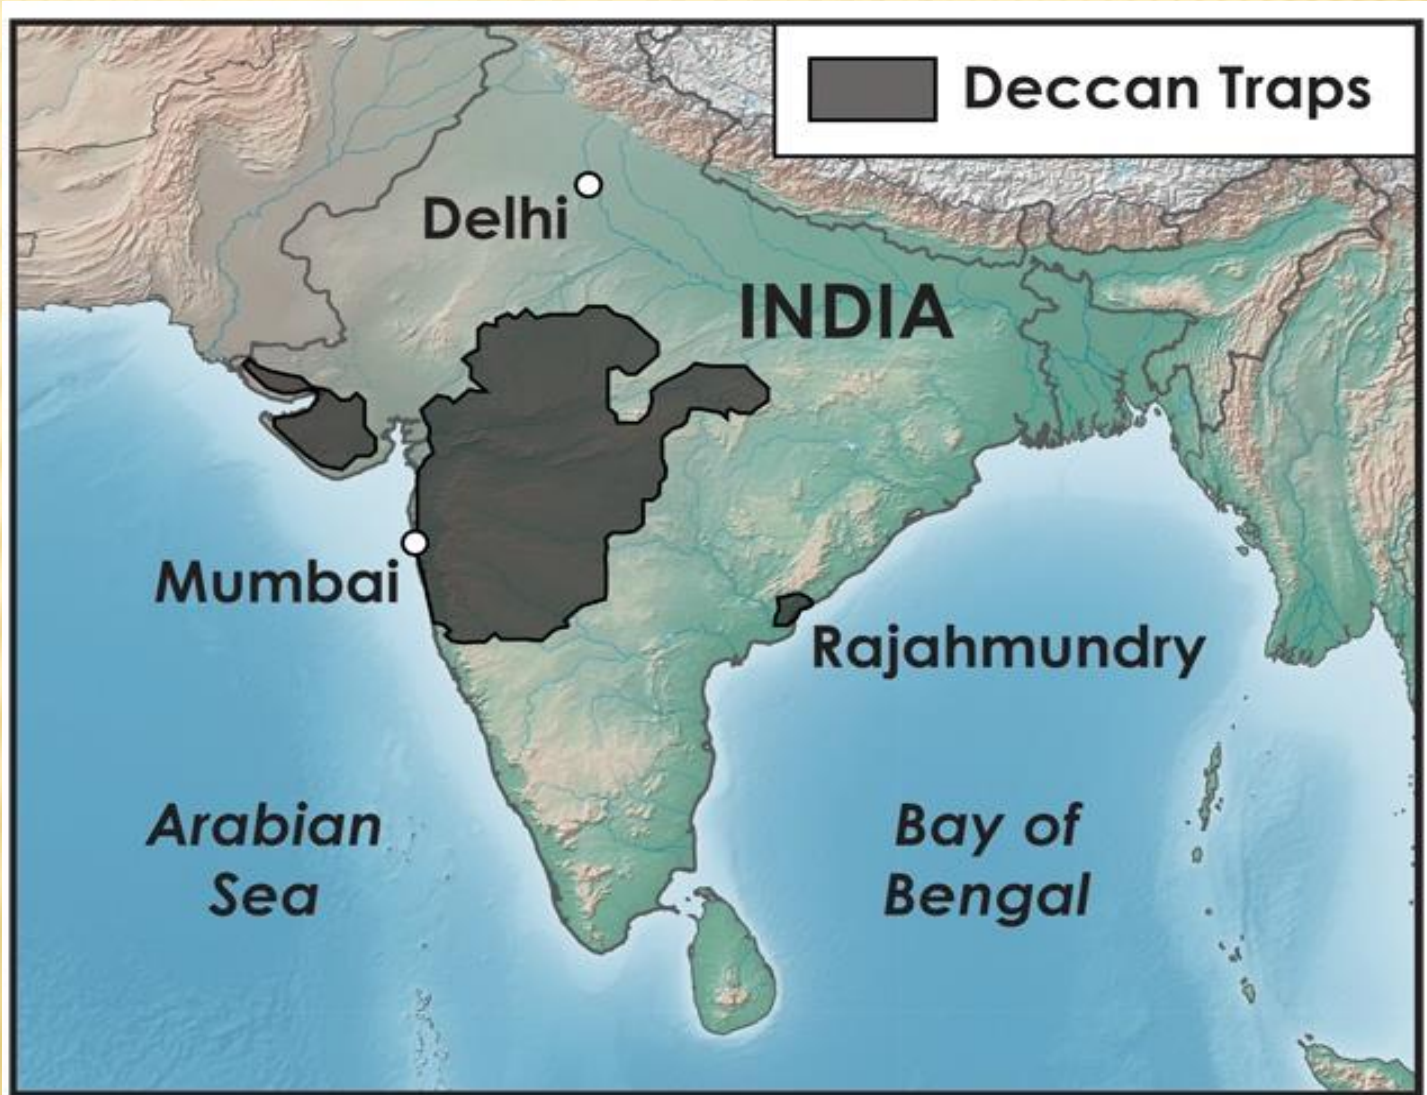 Deccan Traps
Delhi
INDIA
Mumbai
Rajahmundry
Arabian
Sea
Bay of
Bengal